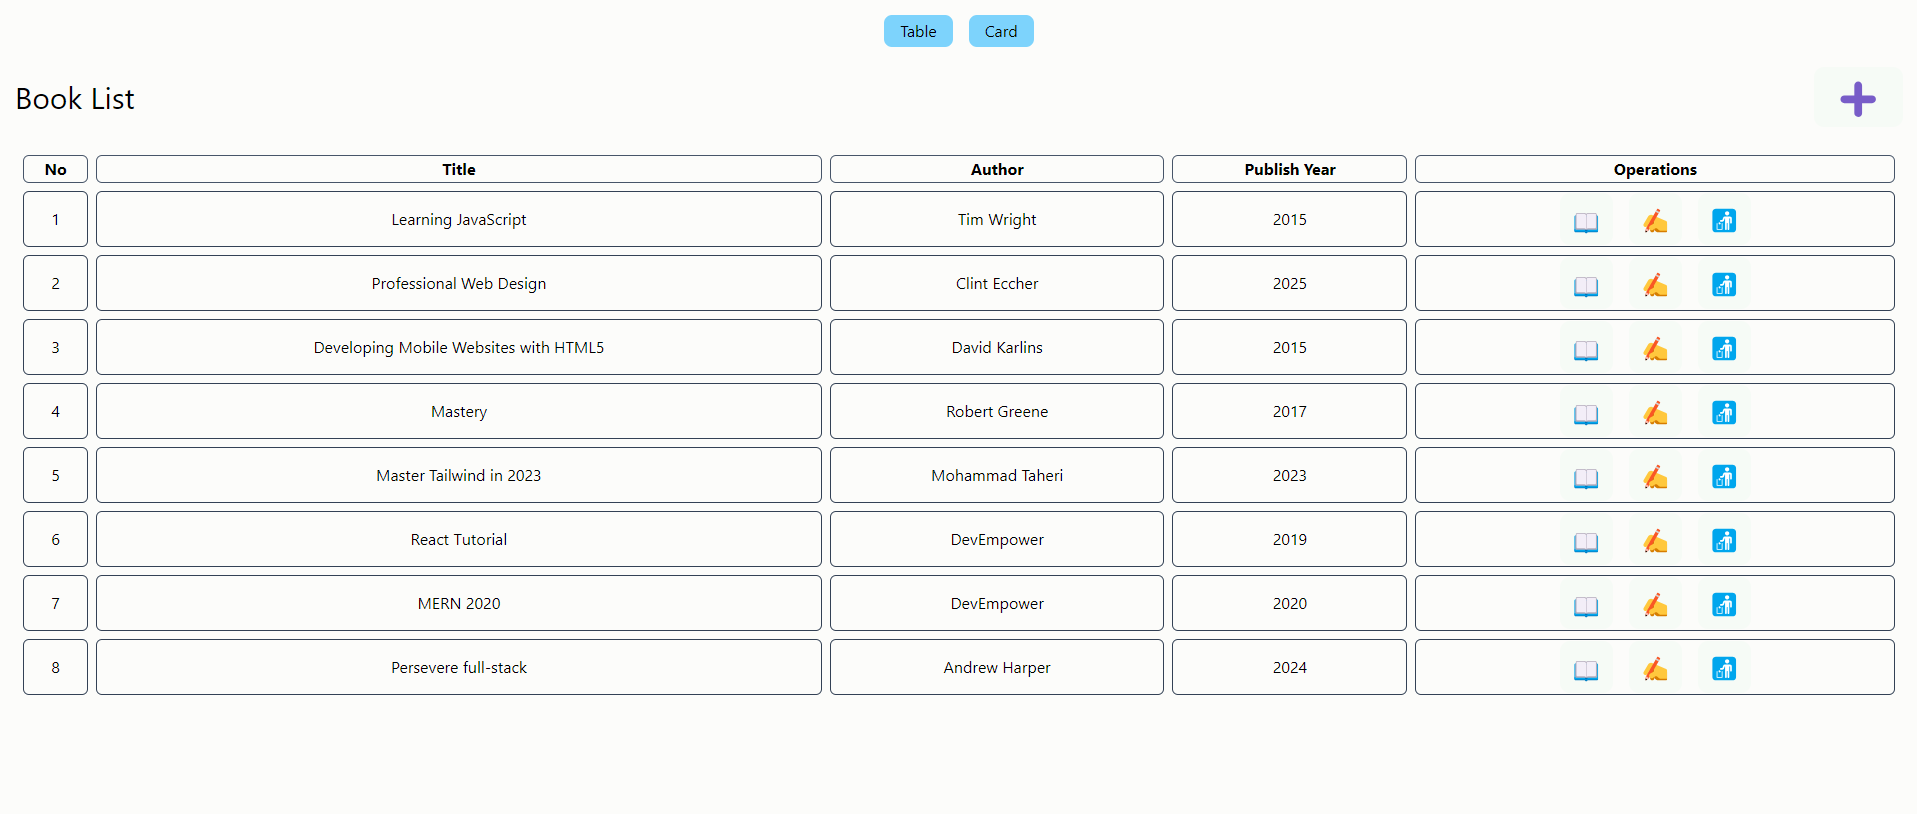 Table Card
Book List
No Title Author Publish Year Operations
1 Learning JavaScript Tim Wright 2015
2 Professional Web Design Clint Eccher 2025
3 Developing Mobile Websites with HTML5 David Karlins 2015
4 Mastery Robert Greene 2017
5 Master Tailwind in 2023 Mohammad Taheri 2023
6 React Tutorial DevEmpower 2019
7 MERN 2020 DevEmpower 2020
8 Persevere full-stack Andrew Harper 2024